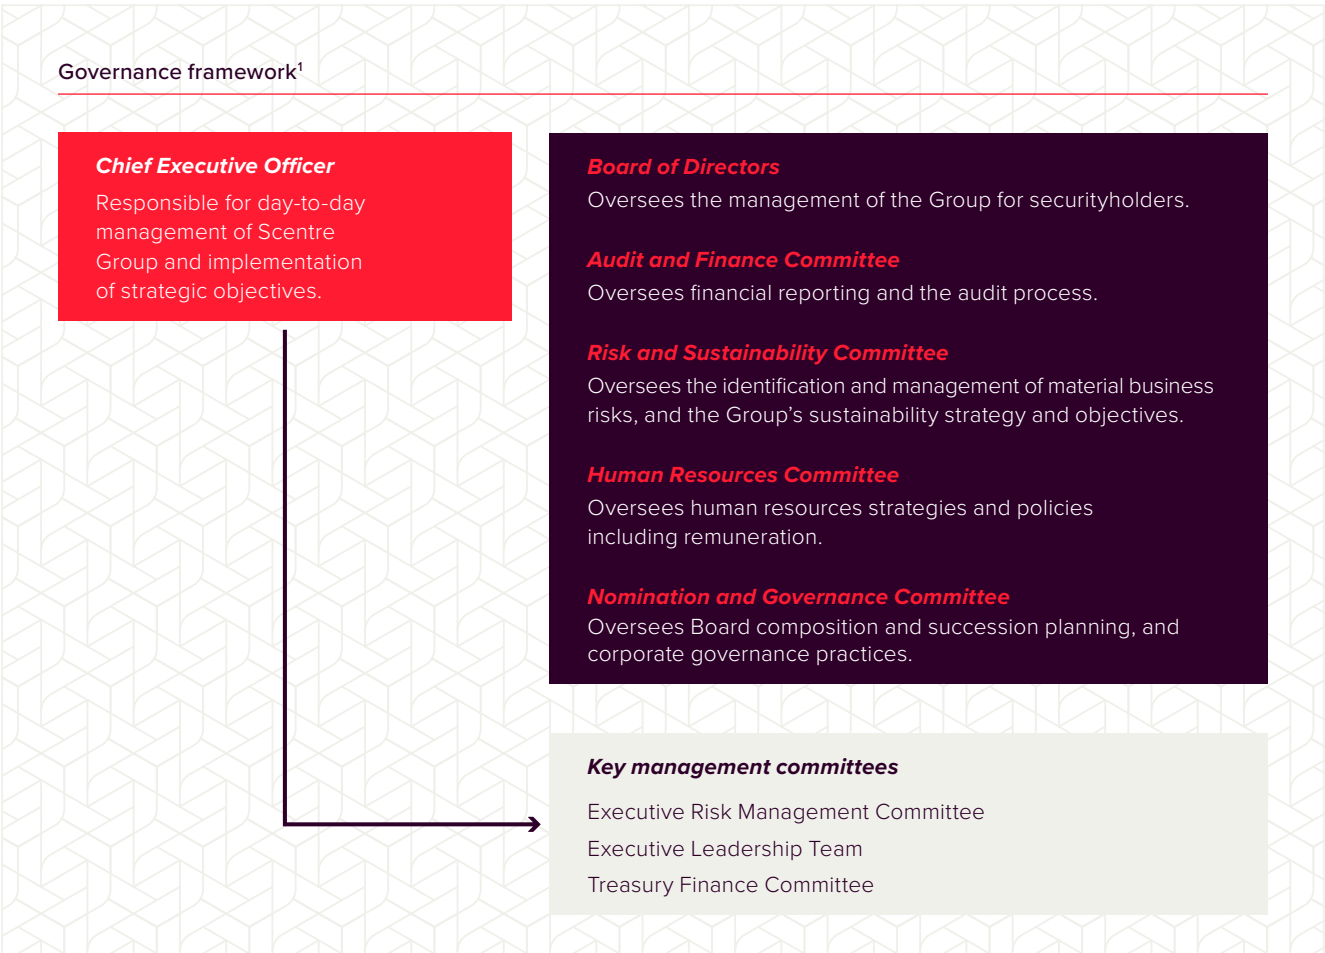 Governance framework¹
Chief Executive Officer
Responsible for day-to-day
management of Scentre
Group and implementation
of strategic objectives.
Board of Directors
Oversees the management of the Group for securityholders.
Audit and Finance Committee
Oversees financial reporting and the audit process.
Risk and Sustainability Committee
Oversees the identification and management of material business
risks, and the Group’s sustainability strategy and objectives.
Human Resources Committee
Oversees human resources strategies and policies
including remuneration.
Nomination and Governance Committee
Oversees Board composition and succession planning, and
corporate governance practices.
Key management committees
Executive Risk Management Committee
Executive Leadership Team
Treasury Finance Committee